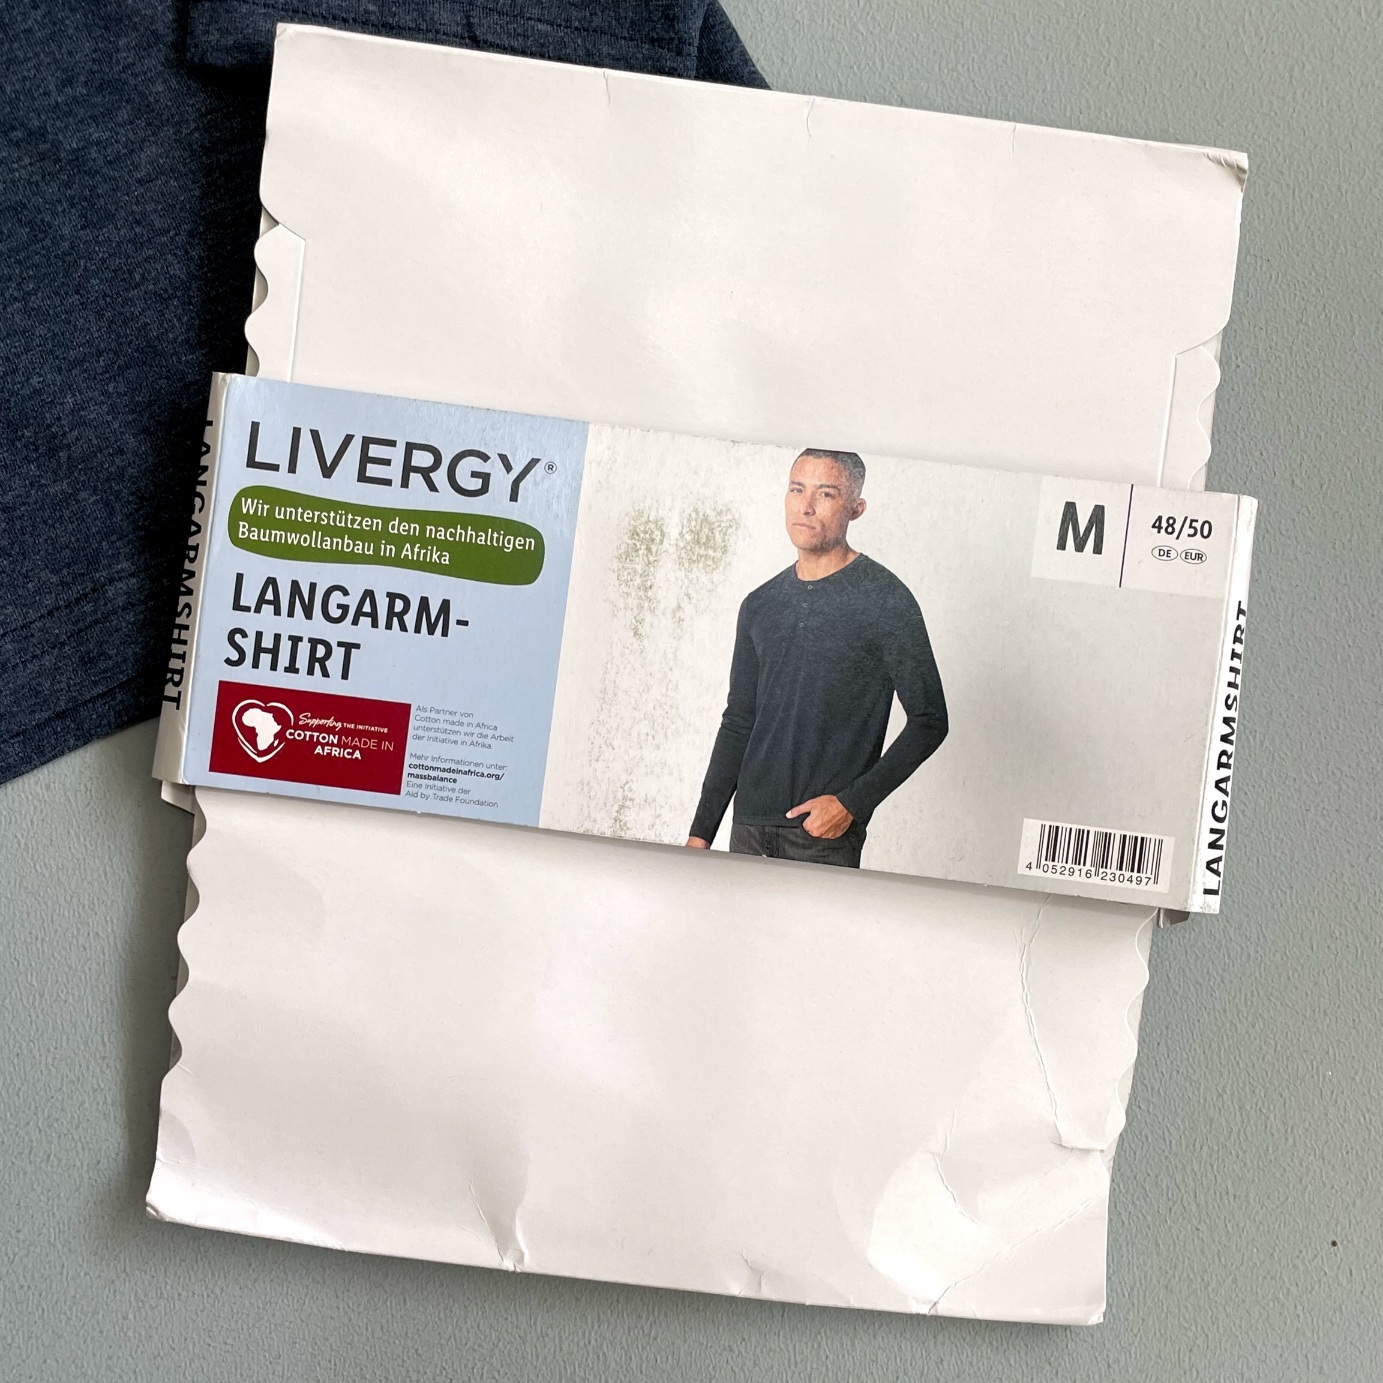 LIVERGY®
Wir unterstützen den nachhaltigen
Baumwollanbau in Afrika
LANGARM-
SHIRT
Supporting THE INITIATIVE
COTTON MADE IN
AFRICA
Als Partner von
Cotton made in Africa
unterstützen wir die Arbeit
der Initiative in Afrika.
Mehr Informationen unter:
cottonmadeinafrica.org/
massbalance
Eine Initiative der
Aid by Trade Foundation
M
48/50
DE EUR
4 052916 230497
LANGARMSHIRT
LANGARMSHIRT